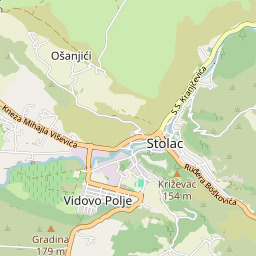 Ošanjići
S.S. Kranjčevića
Kneza Mihajla Viševića
Stolac
Ruđera Boškovića
Križevac
154 m
Vidovo Polje
Gradina
179 m